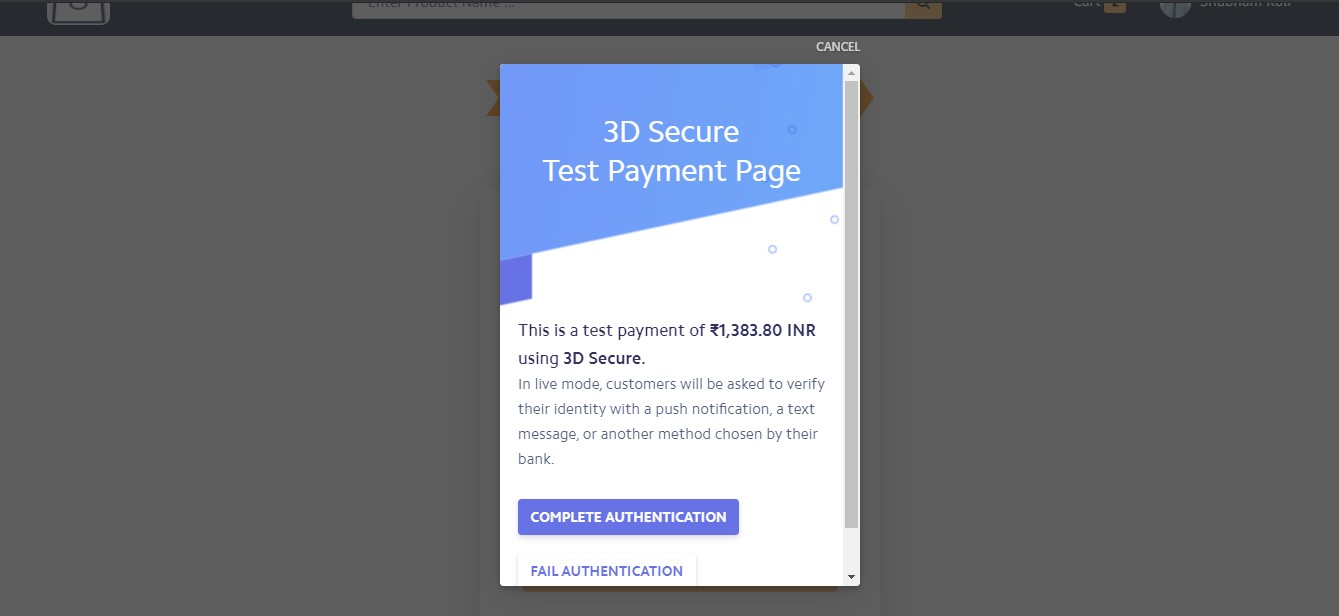 Enter Product Name ...
Cart 2
Shubham Koli
CANCEL
3D Secure
Test Payment Page
This is a test payment of ₹1,383.80 INR
using 3D Secure.
In live mode, customers will be asked to verify
their identity with a push notification, a text
message, or another method chosen by their
bank.
COMPLETE AUTHENTICATION
FAIL AUTHENTICATION